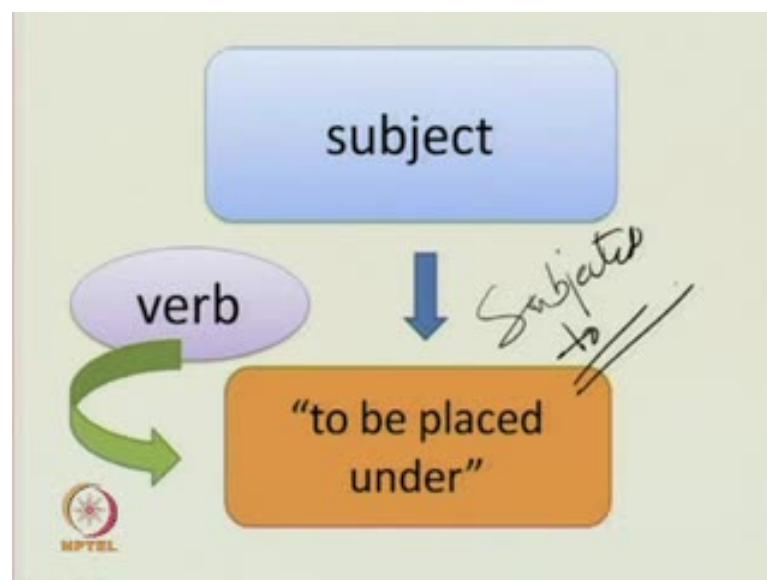 subject
verb
Subjected
to
“to be placed
under”
NPTEL